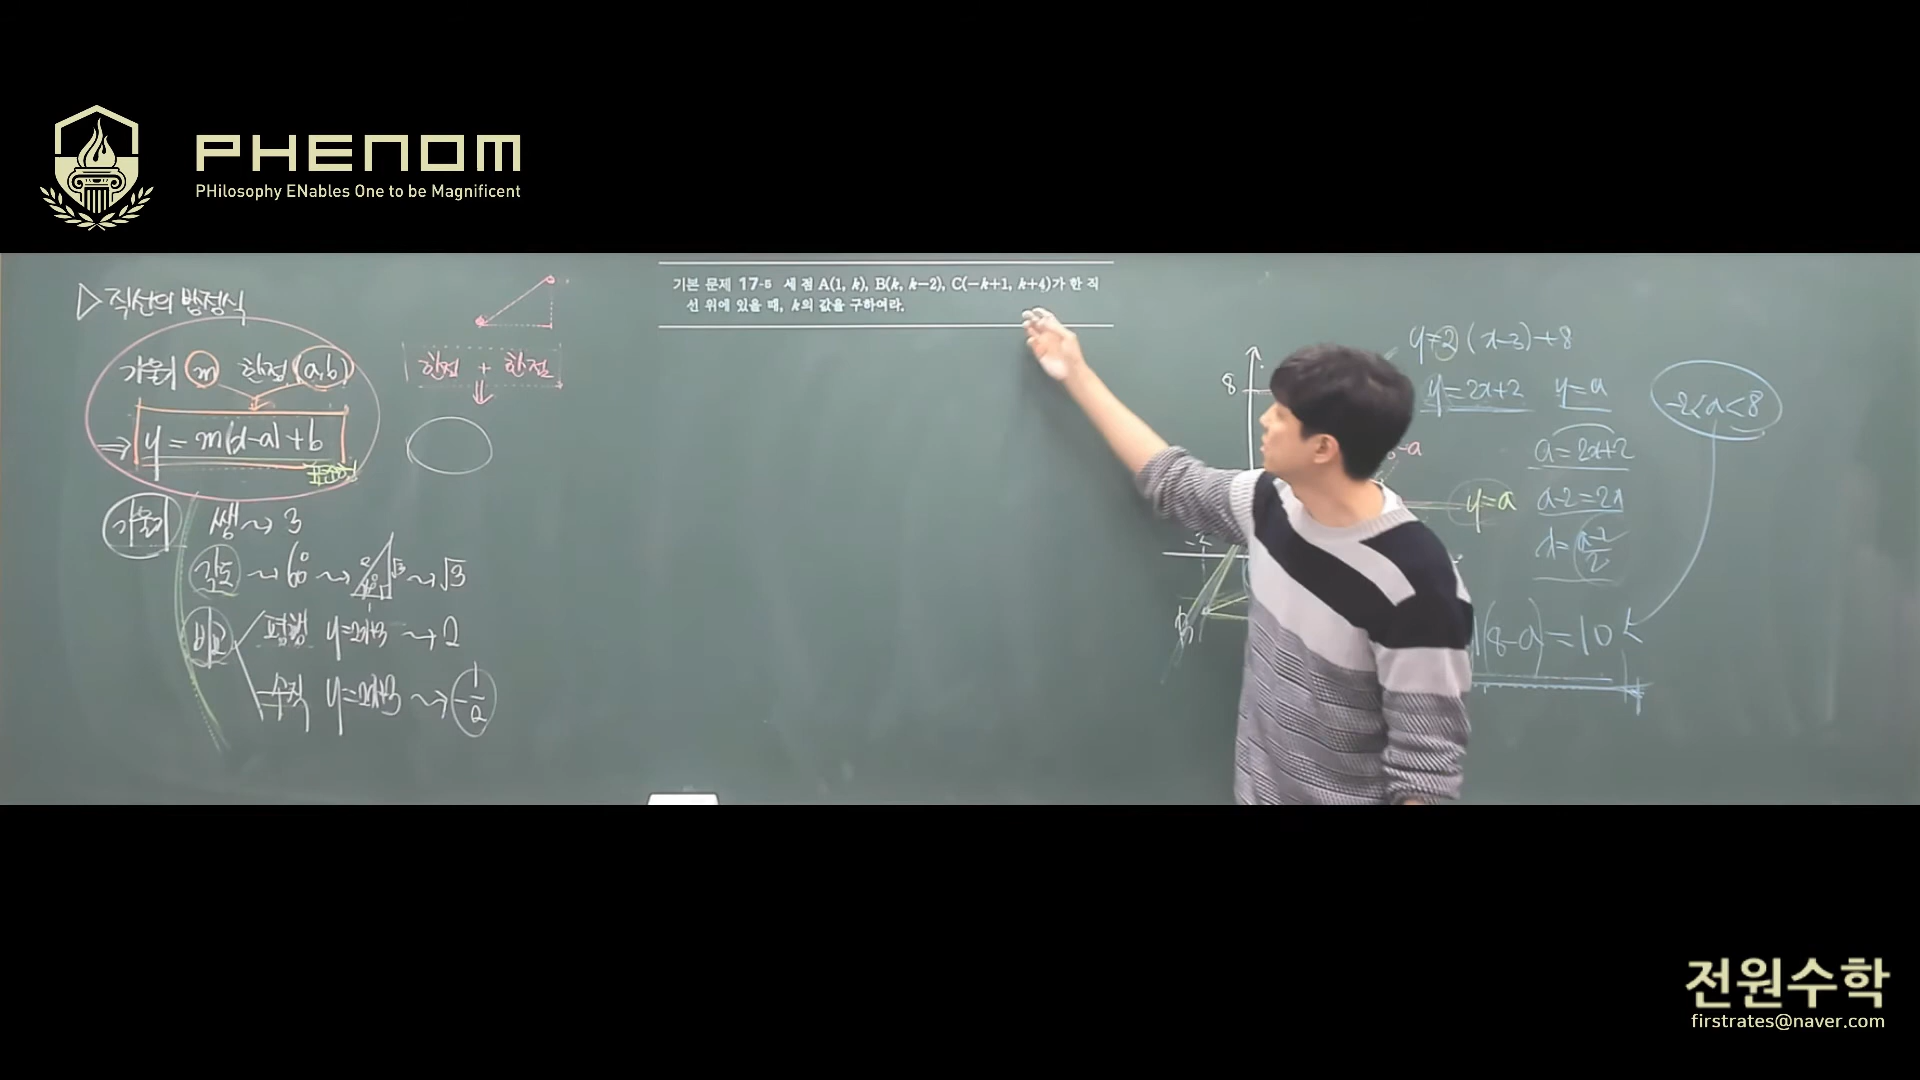 PHENOM
PHilosophy ENables One to be Magnificent
▷직선의 방정식
기울기 m 한점 (a,b)
⇒ y = m(x-a)+b
한점 + 한점
기울기
3
각도 ~ 60° ~ ~ √3
비교
평행 y=2x+3 ~ 2
수직 y=2x+3 ~ -1/2
기본 문제 17-5 세 점 A(1, k), B(k, k-2), C(-k+1, k+4)가 한 직
선 위에 있을 때, k의 값을 구하여라.
8
-2
B
y=2(x-3)+8
y=2x+2 y=a
-2<a<8
a=2x+2
y=a
a-2=2x
x=a-2/2
(8-a)=10
전원수학
firstrates@naver.com